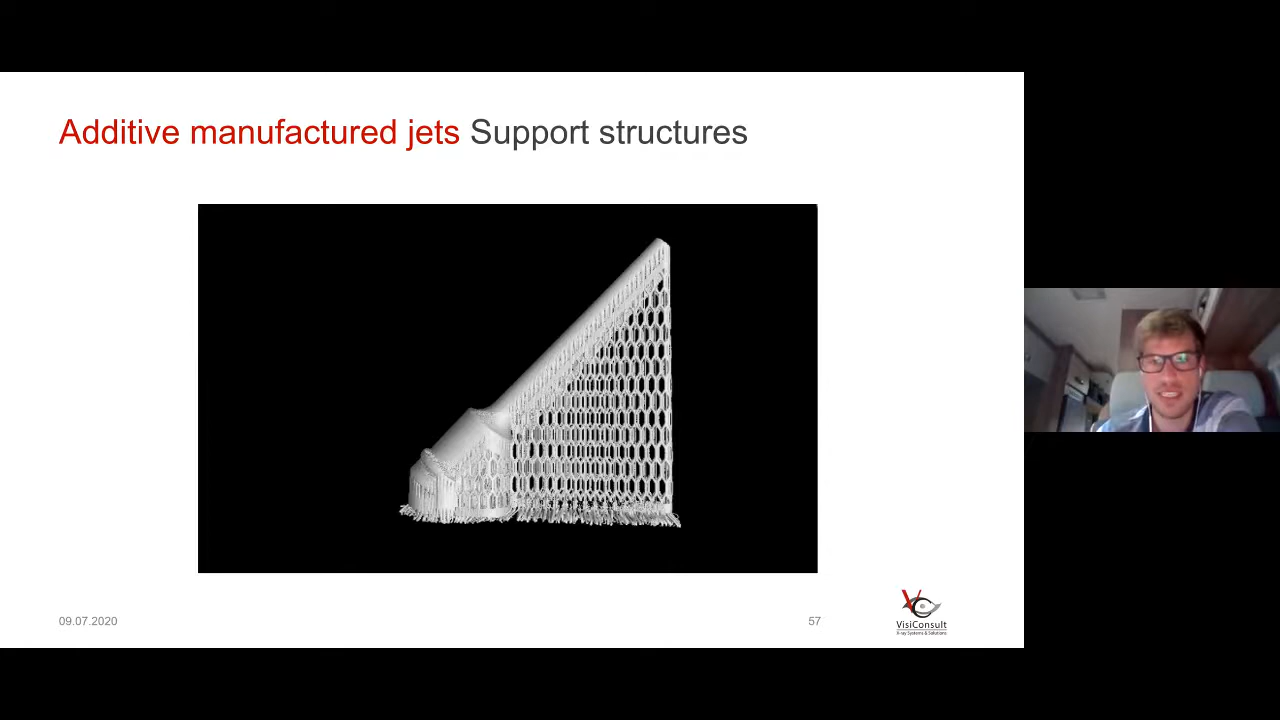 Additive manufactured jets Support structures
09.07.2020
57
VisiConsult
X-ray Systems & Solutions